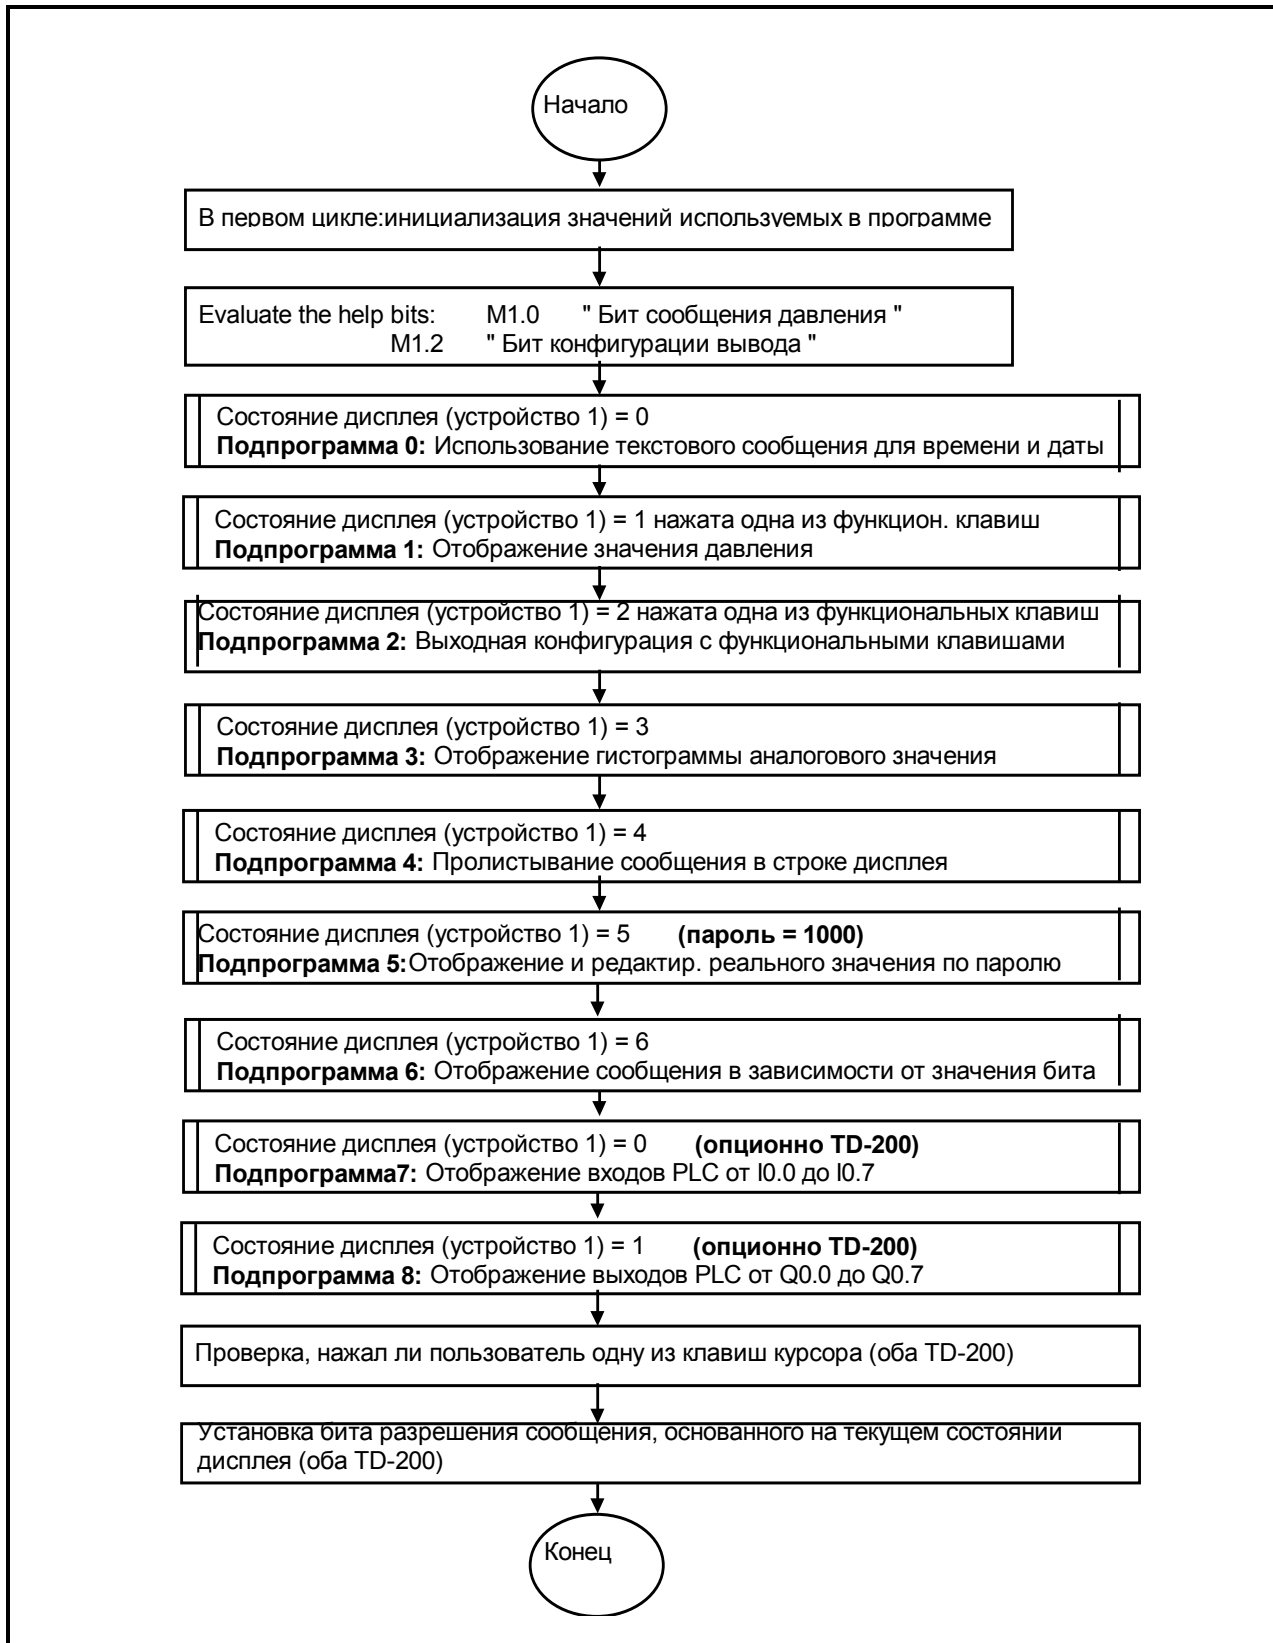 Начало
В первом цикле:инициализация значений используемых в программе
Evaluate the help bits: M1.0 " Бит сообщения давления "
M1.2 " Бит конфигурации вывода "
Состояние дисплея (устройство 1) = 0
Подпрограмма 0: Использование текстового сообщения для времени и даты
Состояние дисплея (устройство 1) = 1 нажата одна из функцион. клавиш
Подпрограмма 1: Отображение значения давления
Состояние дисплея (устройство 1) = 2 нажата одна из функциональных клавиш
Подпрограмма 2: Выходная конфигурация с функциональными клавишами
Состояние дисплея (устройство 1) = 3
Подпрограмма 3: Отображение гистограммы аналогового значения
Состояние дисплея (устройство 1) = 4
Подпрограмма 4: Пролистывание сообщения в строке дисплея
Состояние дисплея (устройство 1) = 5 (пароль = 1000)
Подпрограмма 5:Отображение и редактир. реального значения по паролю
Состояние дисплея (устройство 1) = 6
Подпрограмма 6: Отображение сообщения в зависимости от значения бита
Состояние дисплея (устройство 1) = 0 (опционно TD-200)
Подпрограмма7: Отображение входов PLC от I0.0 до I0.7
Состояние дисплея (устройство 1) = 1 (опционно TD-200)
Подпрограмма 8: Отображение выходов PLC от Q0.0 до Q0.7
Проверка, нажал ли пользователь одну из клавиш курсора (оба TD-200)
Установка бита разрешения сообщения, основанного на текущем состоянии
дисплея (оба TD-200)
Конец